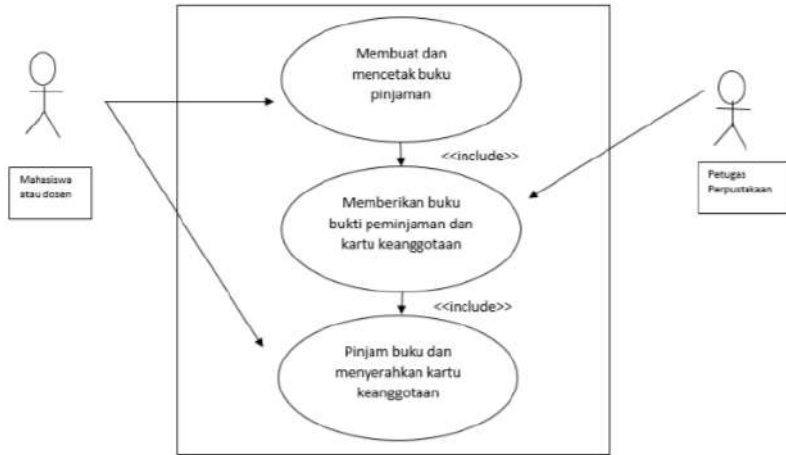 Membuat dan
mencetak buku
pinjaman
<<include>>
Mahasiswa
atau dosen
Petugas
Perpustakaan
Memberikan buku
bukti peminjaman dan
kartu keanggotaan
<<include>>
Pinjam buku dan
menyerahkan kartu
keanggotaan